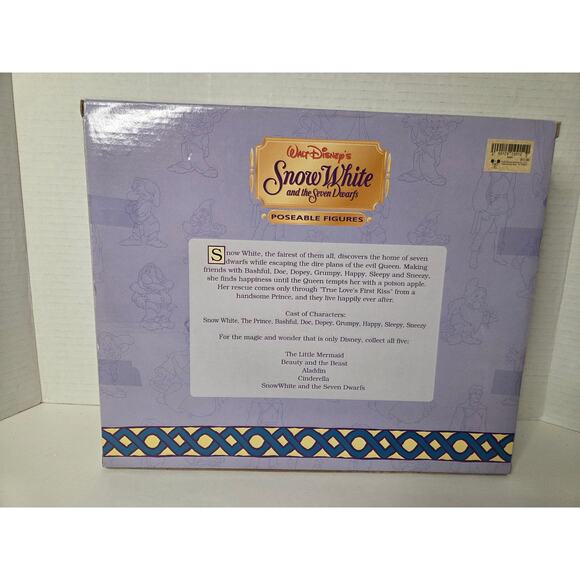 Walt Disney's
Snow White
and the Seven Dwarfs
POSEABLE FIGURES
Snow White, the fairest of them all, discovers the home of seven
dwarfs while escaping the dire plans of the evil Queen. Making
friends with Bashful, Doc, Dopey, Grumpy, Happy, Sleepy and Sneezy,
she finds happiness until the Queen tempts her with a poison apple.
Her rescue comes only through "True Love's First Kiss" from a
handsome Prince, and they live happily ever after.
Cast of Characters:
Snow White, The Prince, Bashful, Doc, Dopey, Grumpy, Happy, Sleepy, Sneezy
For the magic and wonder that is only Disney, collect all five:
The Little Mermaid
Beauty and the Beast
Aladdin
Cinderella
SnowWhite and the Seven Dwarfs